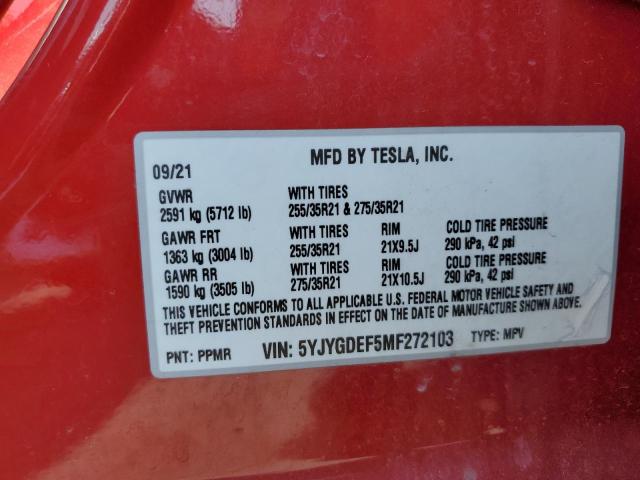 MFD BY TESLA, INC.
09/21
GVWR WITH TIRES
2591 kg (5712 lb) 255/35R21 & 275/35R21
GAWR FRT WITH TIRES RIM COLD TIRE PRESSURE
1363 kg (3004 lb) 255/35R21 21X9.5J 290 kPa, 42 psi
GAWR RR WITH TIRES RIM COLD TIRE PRESSURE
1590 kg (3505 lb) 275/35R21 21X10.5J 290 kPa, 42 psi
THIS VEHICLE CONFORMS TO ALL APPLICABLE U.S. FEDERAL MOTOR VEHICLE SAFETY AND
THEFT PREVENTION STANDARDS IN EFFECT ON THE DATE OF MANUFACTURE SHOWN ABOVE.
PNT: PPMR VIN: 5YJYGDEF5MF272103 TYPE: MPV